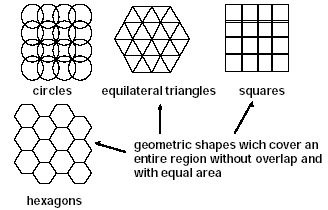 circles
equilateral triangles
squares
geometric shapes wich cover an
entire region without overlap and
with equal area
hexagons